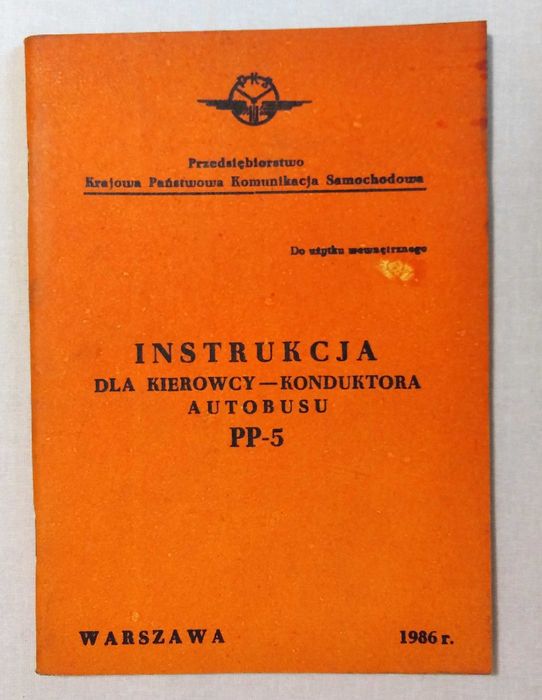 PKS
Przedsiębiorstwo
Krajowa Państwowa Komunikacja Samochodowa
Do użytku wewnętrznego
INSTRUKCJA
DLA KIEROWCY—KONDUKTORA
AUTOBUSU
PP-5
WARSZAWA 1986 r.